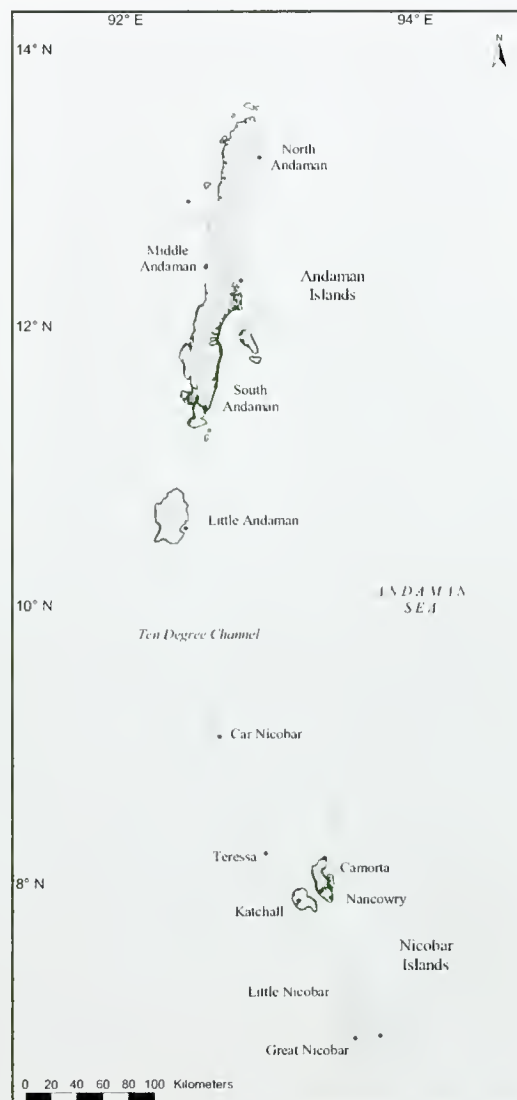 92° E 94° E
14° N
N
North
Andaman
Middle
Andaman
Andaman
Islands
12° N
South
Andaman
Little Andaman
10° N
ANDAMAN
SEA
Ten Degree Channel
Car Nicobar
Teressa
Camorta
8° N
Nancowry
Katchall
Nicobar
Islands
Little Nicobar
Great Nicobar
0 20 40 60 80 100 Kilometers